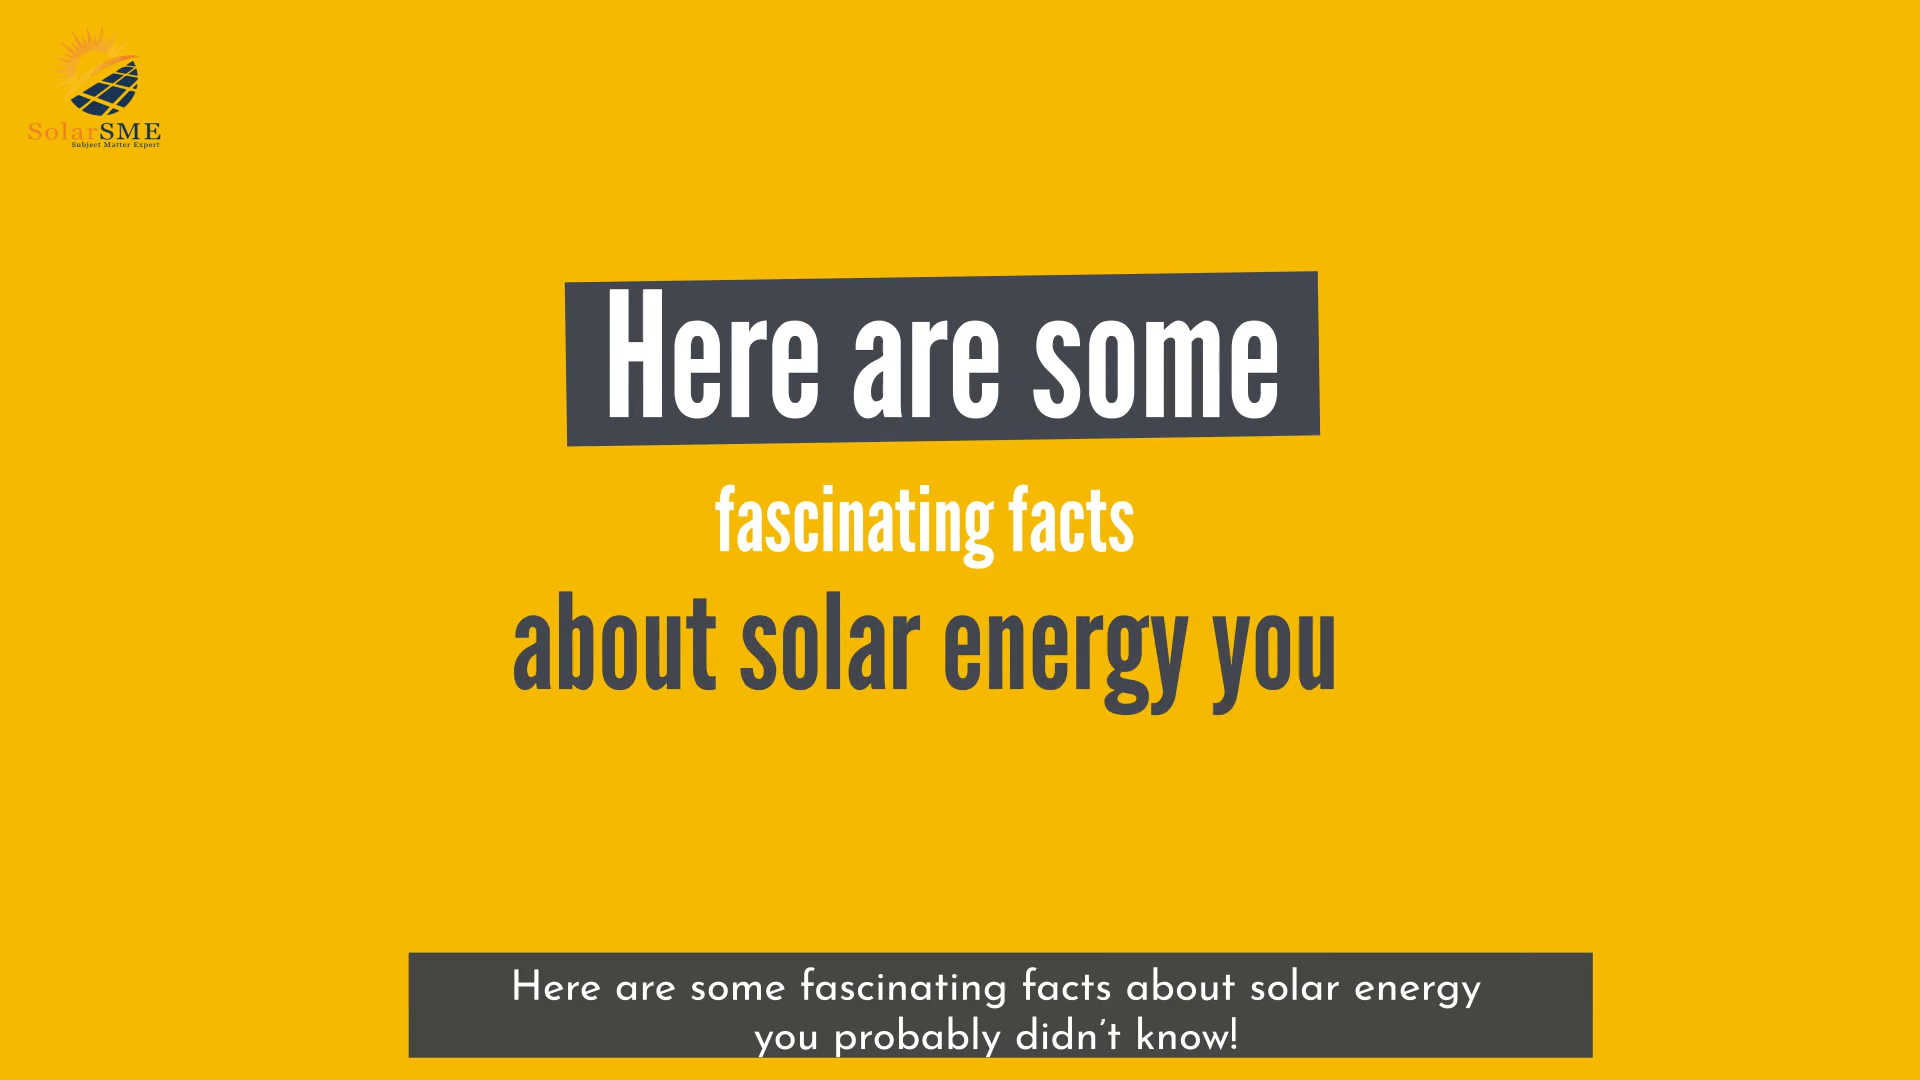 SolarSME
Subject Matter Expert
Here are some
fascinating facts
about solar energy you
Here are some fascinating facts about solar energy
you probably didn't know!